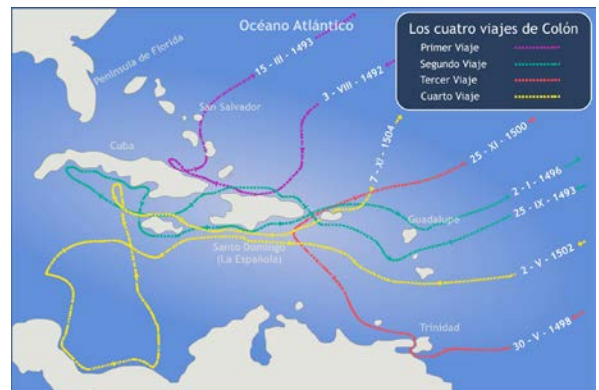 Océano Atlántico
Los cuatro viajes de Colón
Primer Viaje
Segundo Viaje
Tercer Viaje
Cuarto Viaje
Península de Florida
15 - III - 1493
3 - VIII - 1492
San Salvador
7 - XI - 1504
25 - XI - 1500
Cuba
2 - I - 1496
25 - IX - 1493
Guadalupe
Santo Domingo
(La Española)
2 - V - 1502
Trinidad
30 - V - 1498